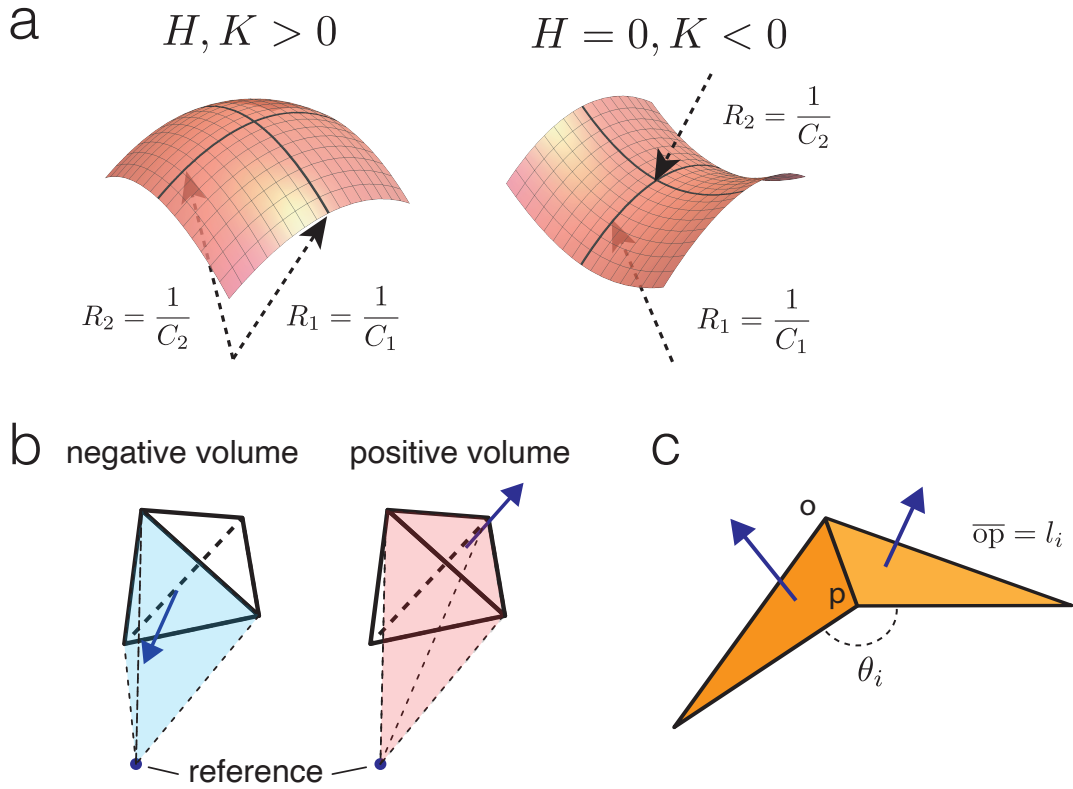 a
H, K > 0
H = 0, K < 0
R₂ = 1/C₂
R₁ = 1/C₁
R₂ = 1/C₂
R₁ = 1/C₁
b
negative volume
positive volume
reference
c
o
p
op̅ = lᵢ
θᵢ